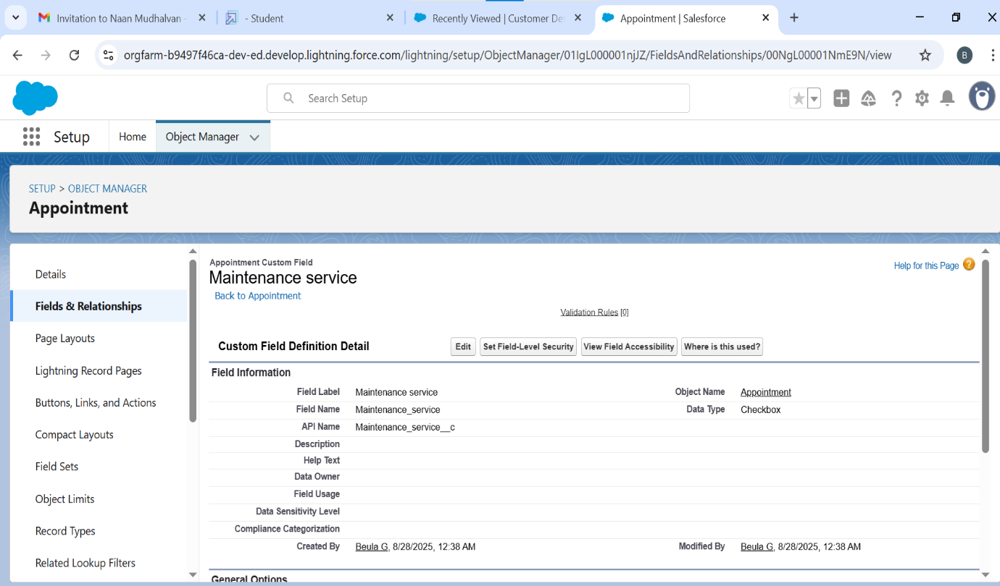 Invitation to Naan Mudhalvan -
- Student
Recently Viewed | Customer De
Appointment | Salesforce
orgfarm-b9497f46ca-dev-ed.develop.lightning.force.com/lightning/setup/ObjectManager/01IgL000001njJZ/FieldsAndRelationships/00NgL00001NmE9N/view
B
Search Setup
Setup
Home
Object Manager
SETUP > OBJECT MANAGER
Appointment
Details
Fields & Relationships
Page Layouts
Lightning Record Pages
Buttons, Links, and Actions
Compact Layouts
Field Sets
Object Limits
Record Types
Related Lookup Filters
Appointment Custom Field
Maintenance service
Help for this Page ?
Back to Appointment
Validation Rules [0]
Custom Field Definition Detail
Edit
Set Field-Level Security
View Field Accessibility
Where is this used?
Field Information
Field Label Maintenance service Object Name Appointment
Field Name Maintenance_service Data Type Checkbox
API Name Maintenance_service__c
Description
Help Text
Data Owner
Field Usage
Data Sensitivity Level
Compliance Categorization
Created By Beula G, 8/28/2025, 12:38 AM Modified By Beula G, 8/28/2025, 12:38 AM
General Options